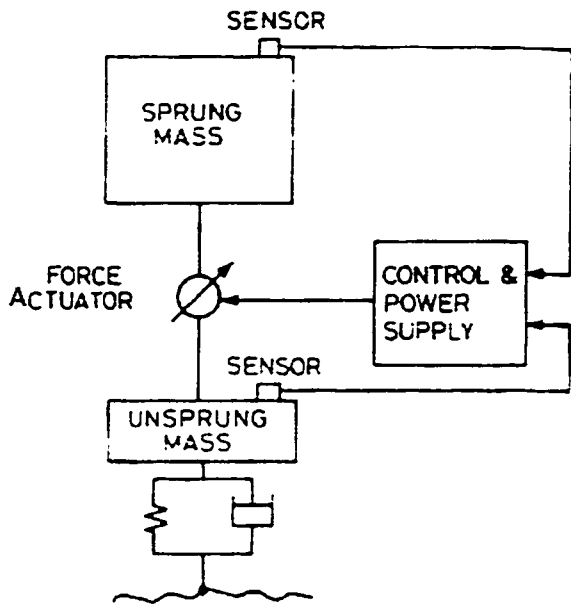 SENSOR
SPRUNG
MASS
FORCE
ACTUATOR
CONTROL &
POWER
SUPPLY
SENSOR
UNSPRUNG
MASS